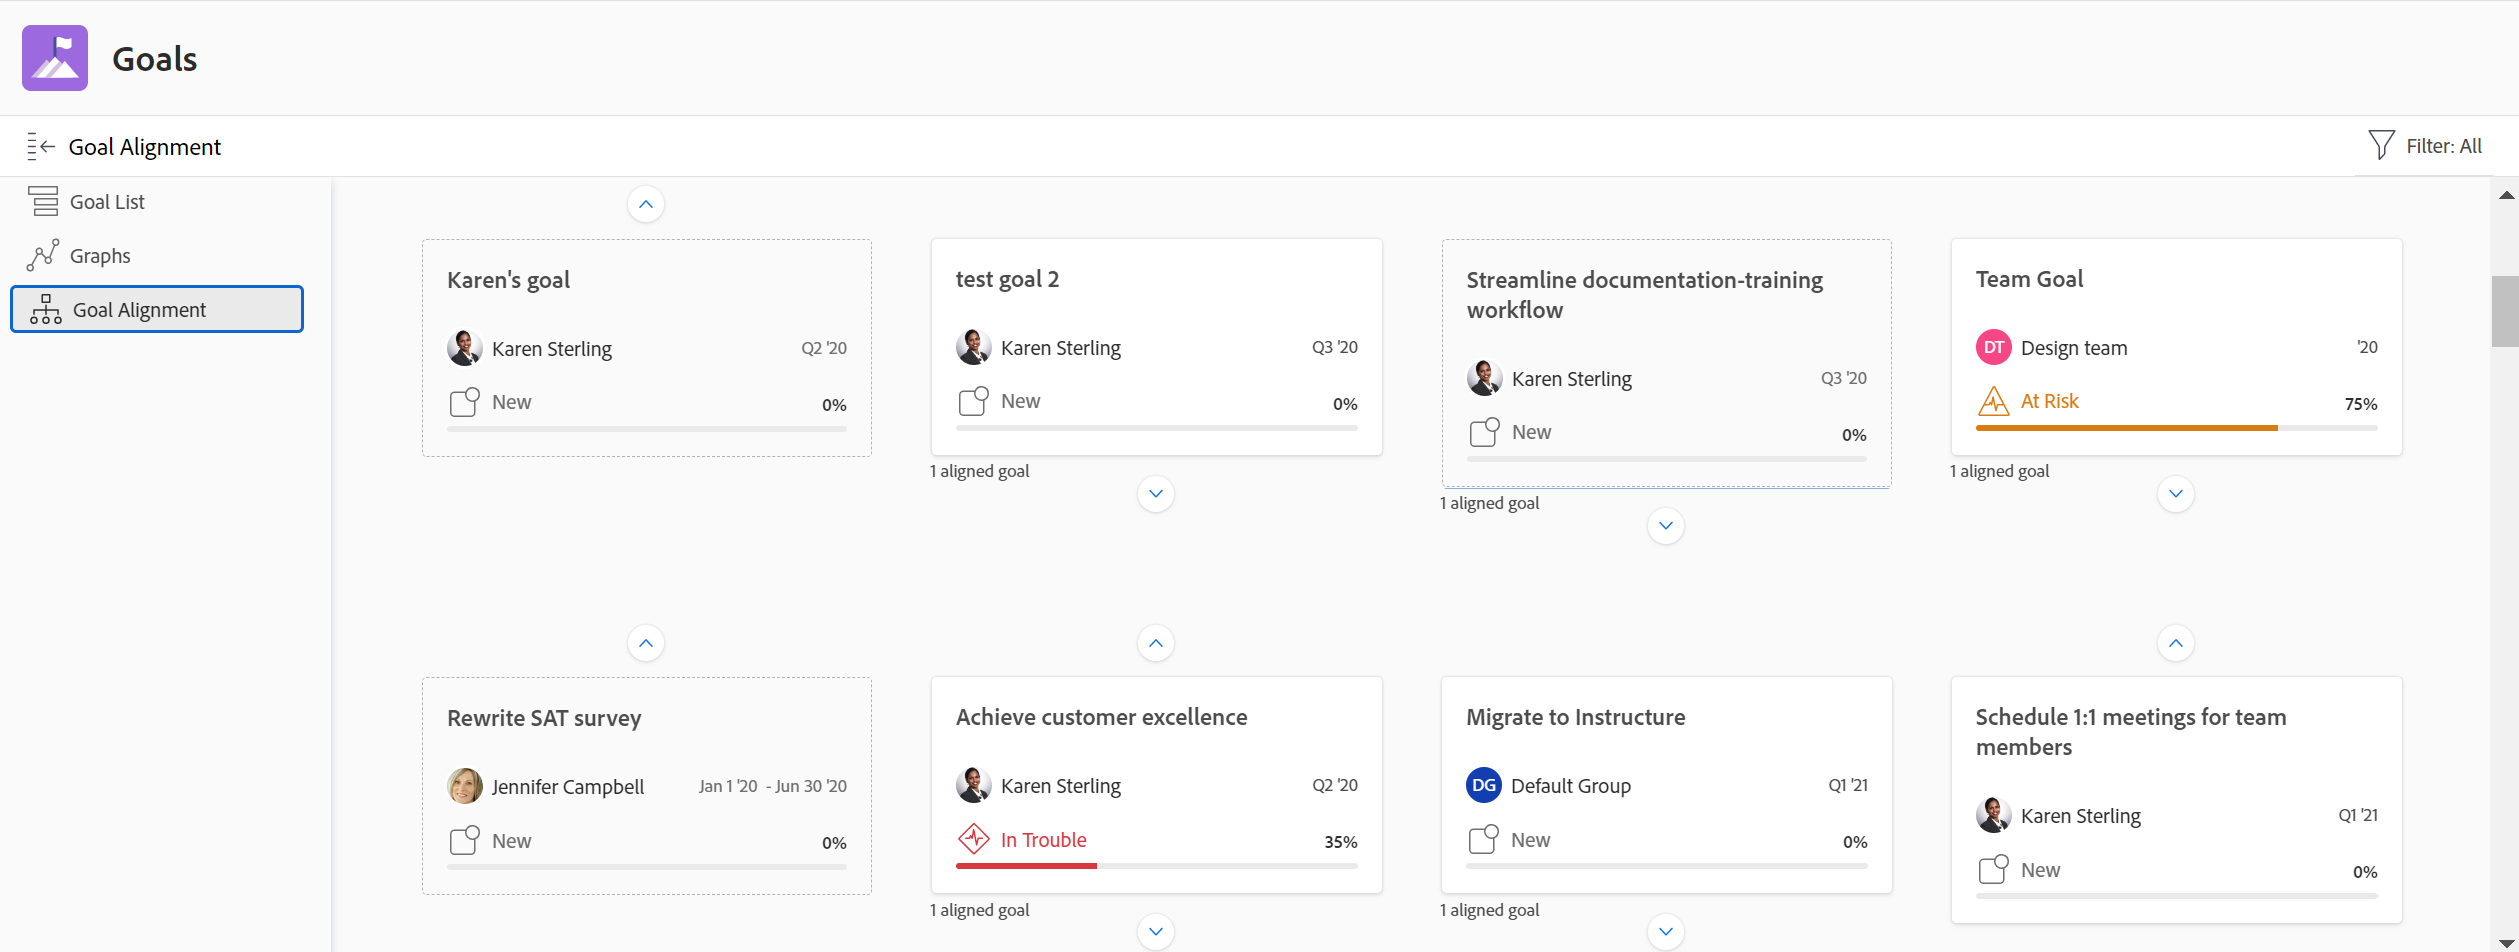 Goals
Goal Alignment
Filter: All
Goal List
Graphs
Goal Alignment
Karen's goal
Karen Sterling
Q2 '20
New
0%
test goal 2
Karen Sterling
Q3 '20
New
0%
1 aligned goal
Streamline documentation-training
workflow
Karen Sterling
Q3 '20
New
0%
1 aligned goal
Team Goal
DT
Design team
'20
At Risk
75%
1 aligned goal
Rewrite SAT survey
Jennifer Campbell
Jan 1 '20 - Jun 30 '20
New
0%
Achieve customer excellence
Karen Sterling
Q2 '20
In Trouble
35%
1 aligned goal
Migrate to Instructure
DG
Default Group
Q1 '21
New
0%
1 aligned goal
Schedule 1:1 meetings for team
members
Karen Sterling
Q1 '21
New
0%